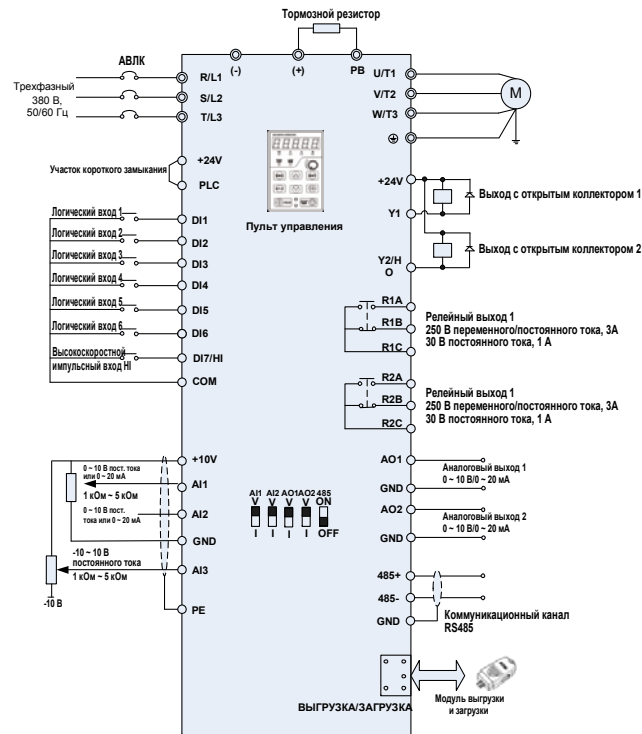 Тормозной резистор
АВЛК
(-)
(+)
PB
Трехфазный
380 В,
50/60 Гц
R/L1
S/L2
T/L3
U/T1
V/T2
W/T3
M
Участок короткого замыкания
+24V
PLC
Пульт управления
+24V
Y1
Y2/H
O
Выход с открытым коллектором 1
Выход с открытым коллектором 2
Логический вход 1
DI1
Логический вход 2
DI2
Логический вход 3
DI3
Логический вход 4
DI4
Логический вход 5
DI5
Логический вход 6
DI6
Высокоскоростной
импульсный вход HI
DI7/HI
COM
R1A
R1B
R1C
Релейный выход 1
250 В переменного/постоянного тока, 3А
30 В постоянного тока, 1 А
R2A
R2B
R2C
Релейный выход 1
250 В переменного/постоянного тока, 3А
30 В постоянного тока, 1 А
+10V
0 ~ 10 В пост. тока
или 0 ~ 20 мА
AI1
1 кОм ~ 5 кОм
0 ~ 10 В пост.
тока или 0 ~ 20 мА
AI2
GND
-10 ~ 10 В
постоянного тока
AI3
1 кОм ~ 5 кОм
-10 В
PE
AI1 AI2 AO1 AO2 485
V V V V ON
I I I I OFF
AO1
Аналоговый выход 1
0 ~ 10 В/0 ~ 20 мА
GND
AO2
Аналоговый выход 2
0 ~ 10 В/0 ~ 20 мА
GND
485+
485-
GND
Коммуникационный канал
RS485
ВЫГРУЗКА/ЗАГРУЗКА
Модуль выгрузки
и загрузки